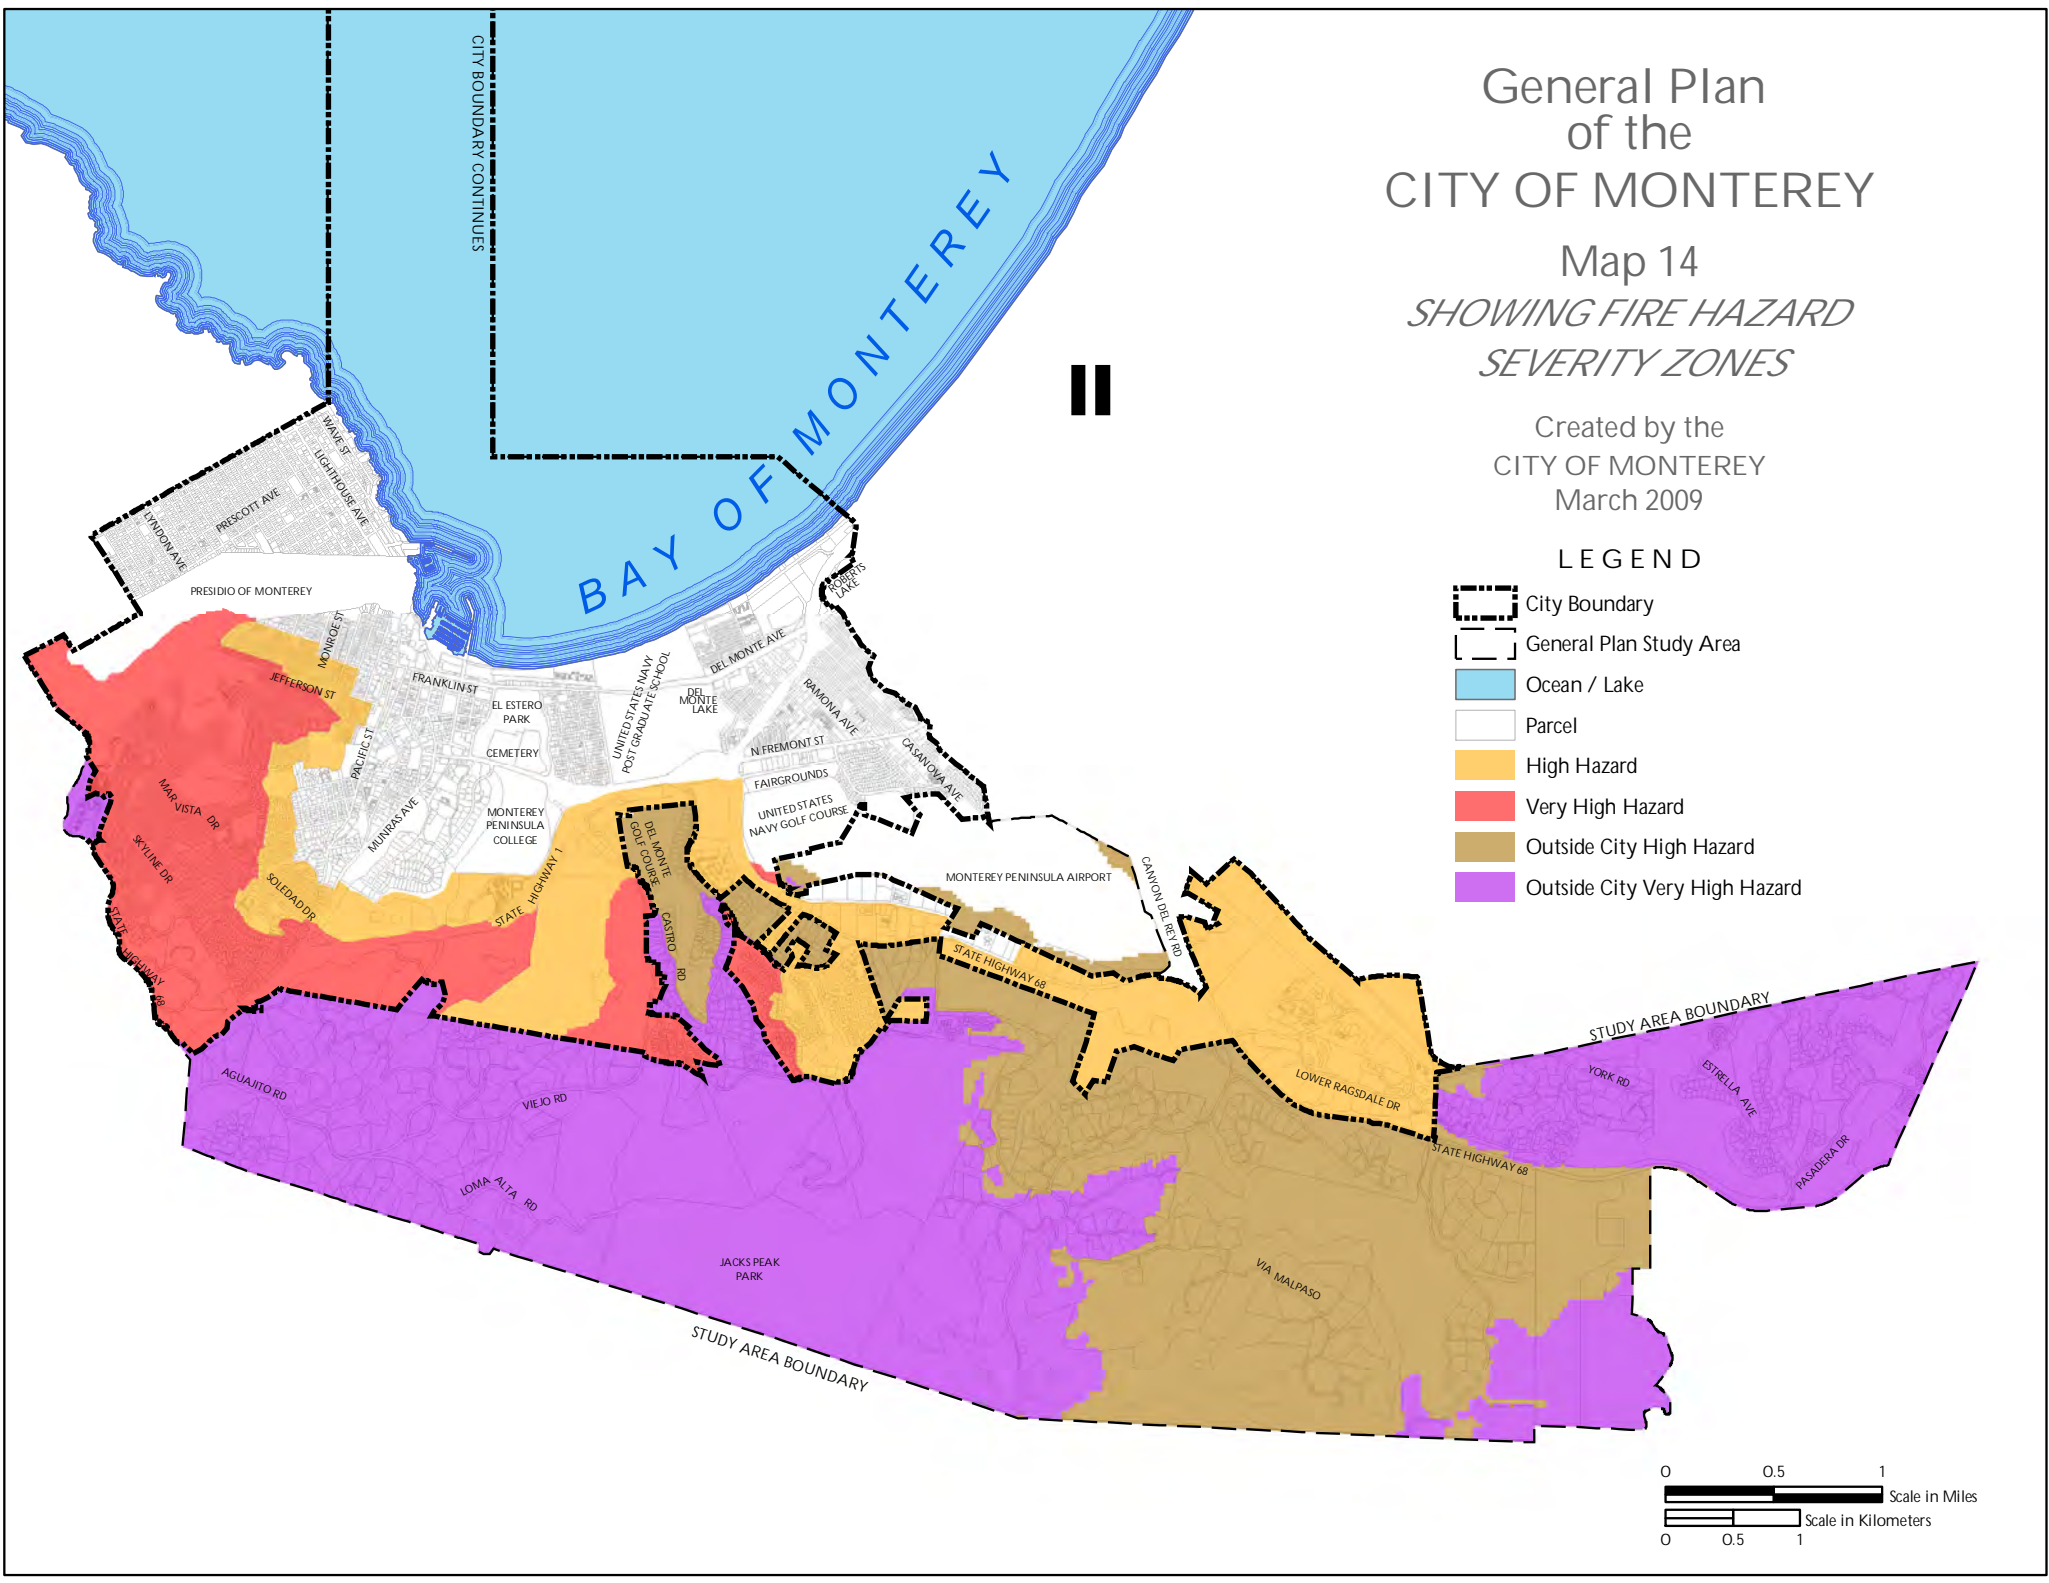 General Plan
of the
CITY OF MONTEREY
Map 14
SHOWING FIRE HAZARD
SEVERITY ZONES
Created by the
CITY OF MONTEREY
March 2009
LEGEND
City Boundary
General Plan Study Area
Ocean / Lake
Parcel
High Hazard
Very High Hazard
Outside City High Hazard
Outside City Very High Hazard
CITY BOUNDARY CONTINUES
BAY OF MONTEREY
WAVE ST
LIGHTHOUSE AVE
PRESCOTT AVE
LYNDON AVE
PRESIDIO OF MONTEREY
MONROE ST
JEFFERSON ST
FRANKLIN ST
PACIFIC ST
EL ESTERO
PARK
CEMETERY
UNITED STATES NAVY
POST GRADUATE SCHOOL
DEL
MONTE
LAKE
DEL MONTE AVE
ROBERTS
LAKE
RAMONA AVE
CASANOVA AVE
N FREMONT ST
FAIRGROUNDS
UNITED STATES
NAVY GOLF COURSE
MUNRAS AVE
MONTEREY
PENINSULA
COLLEGE
MAR VISTA DR
SKYLINE DR
SOLEDAD DR
STATE HIGHWAY 1
STATE HIGHWAY 68
DEL MONTE
GOLF COURSE
CASTRO RD
MONTEREY PENINSULA AIRPORT
CANYON DEL REY RD
STATE HIGHWAY 68
LOWER RAGSDALE DR
STATE HIGHWAY 68
STUDY AREA BOUNDARY
YORK RD
ESTRELLA AVE
PASADERA DR
AGUAJITO RD
VIEJO RD
LOMA ALTA RD
JACKS PEAK
PARK
VIA MALPASO
STUDY AREA BOUNDARY
0 0.5 1
Scale in Miles
Scale in Kilometers
0 0.5 1